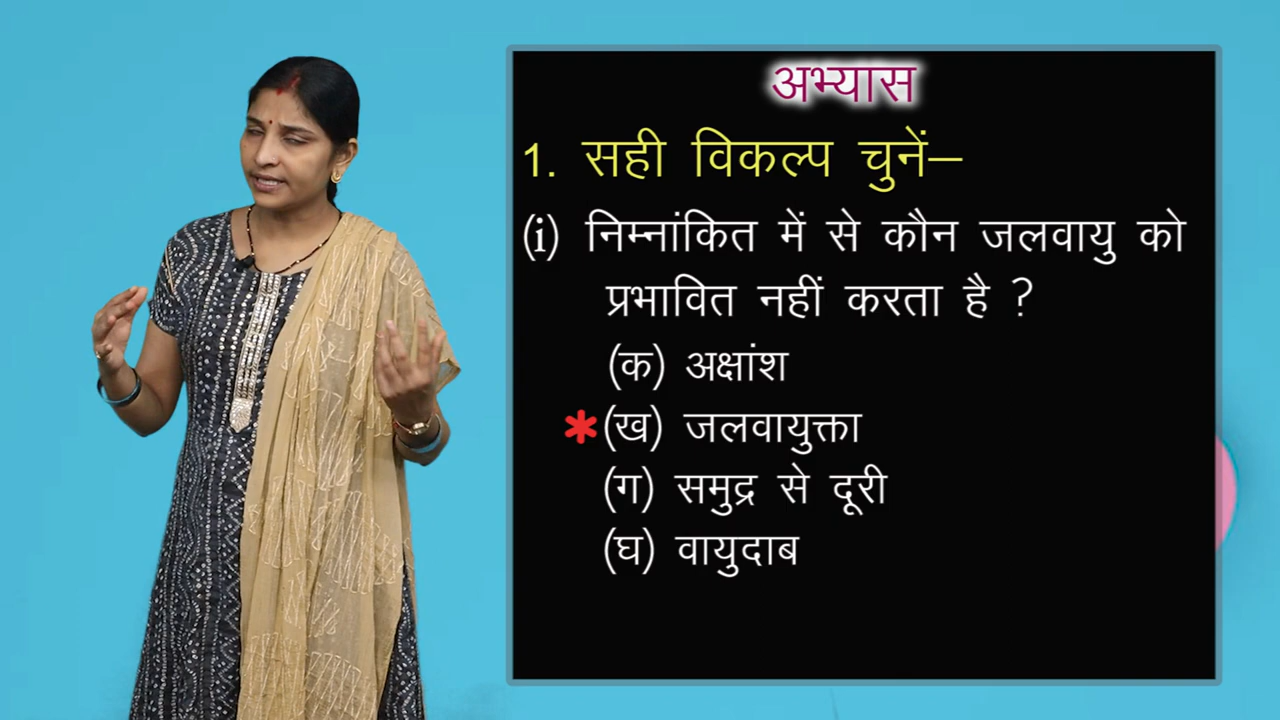 अभ्यास
1. सही विकल्प चुनें–
(i) निम्नांकित में से कौन जलवायु को
प्रभावित नहीं करता है ?
(क) अक्षांश
*(ख) जलवायुक्ता
(ग) समुद्र से दूरी
(घ) वायुदाब